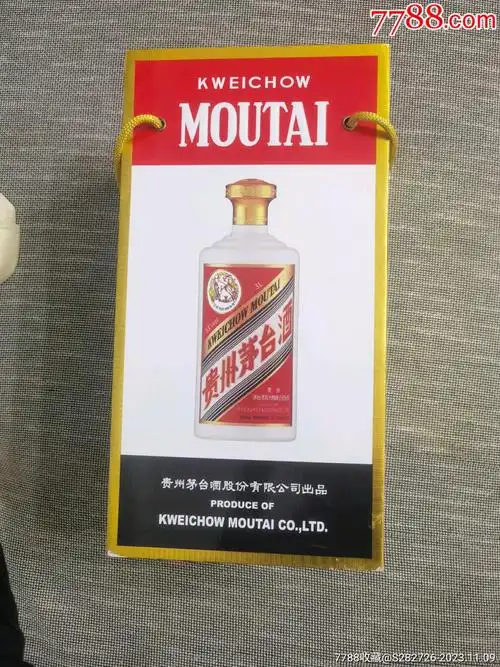 7788.com
KWEICHOW
MOUTAI
3L
KWEICHOW MOUTAI
贵州茅台酒
贵州茅台酒股份有限公司出品
PRODUCE OF
KWEICHOW MOUTAI CO.,LTD.
7788收藏@S282726-2023.11.09